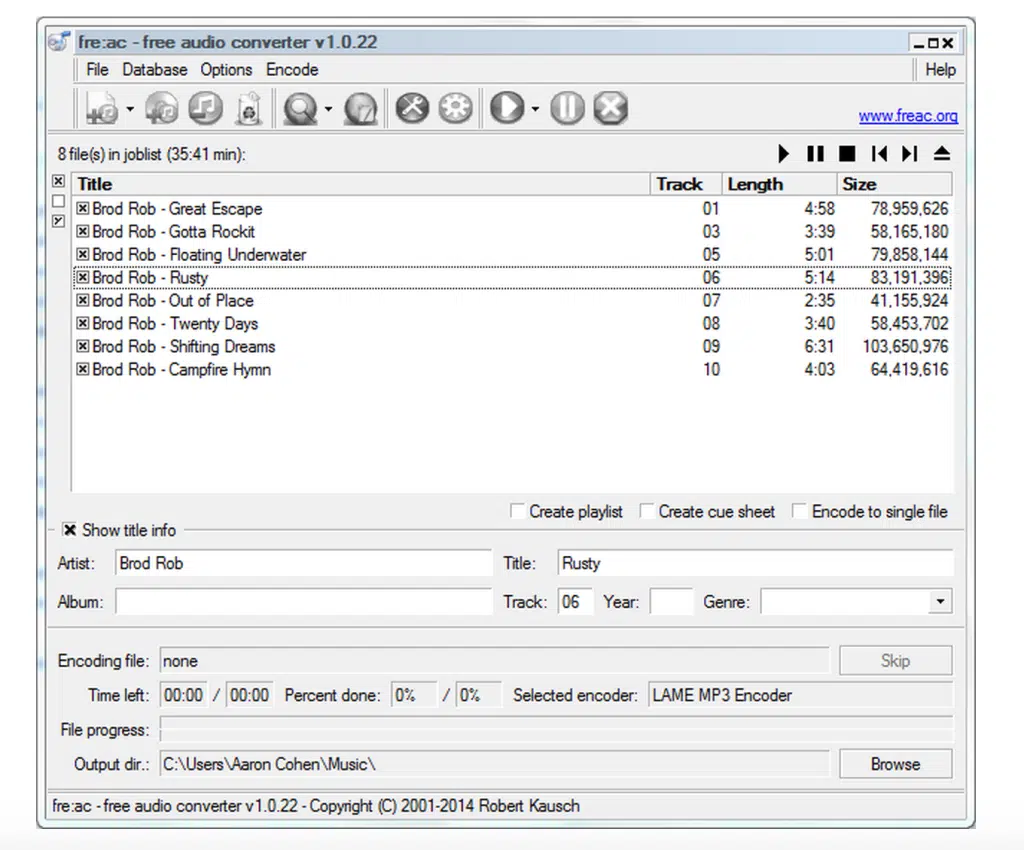 fre:ac - free audio converter v1.0.22
File Database Options Encode Help
www.freac.org
8 file(s) in joblist (35:41 min):
Title Track Length Size
Brod Rob - Great Escape 01 4:58 78,959,626
Brod Rob - Gotta Rockit 03 3:39 58,165,180
Brod Rob - Floating Underwater 05 5:01 79,858,144
Brod Rob - Rusty 06 5:14 83,191,396
Brod Rob - Out of Place 07 2:35 41,155,924
Brod Rob - Twenty Days 08 3:40 58,453,702
Brod Rob - Shifting Dreams 09 6:31 103,650,976
Brod Rob - Campfire Hymn 10 4:03 64,419,616
Create playlist Create cue sheet Encode to single file
Show title info
Artist: Brod Rob Title: Rusty
Album: Track: 06 Year: Genre:
Encoding file: none Skip
Time left: 00:00 / 00:00 Percent done: 0% / 0% Selected encoder: LAME MP3 Encoder
File progress:
Output dir.: C:\Users\Aaron Cohen\Music\ Browse
fre:ac - free audio converter v1.0.22 - Copyright (C) 2001-2014 Robert Kausch